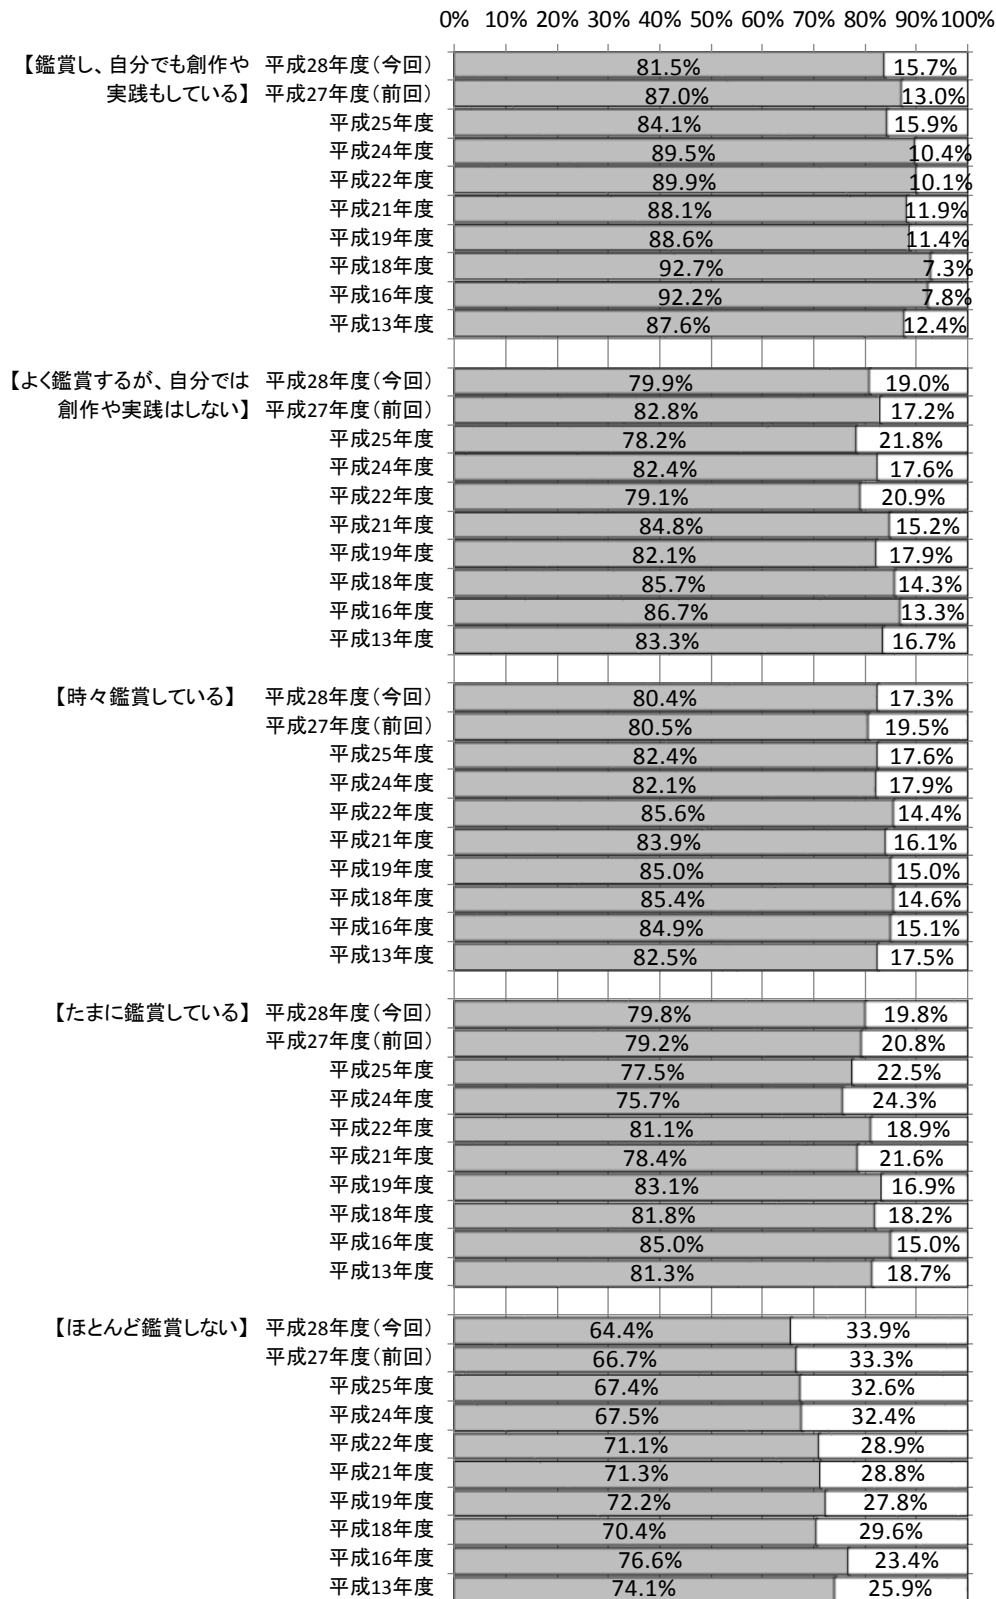 0% 10% 20% 30% 40% 50% 60% 70% 80% 90% 100%
【鑑賞し、自分でも創作や 平成28年度(今回) 81.5% 15.7%
実践もしている】 平成27年度(前回) 87.0% 13.0%
平成25年度 84.1% 15.9%
平成24年度 89.5% 10.4%
平成22年度 89.9% 10.1%
平成21年度 88.1% 11.9%
平成19年度 88.6% 11.4%
平成18年度 92.7% 7.3%
平成16年度 92.2% 7.8%
平成13年度 87.6% 12.4%
【よく鑑賞するが、自分では 平成28年度(今回) 79.9% 19.0%
創作や実践はしない】 平成27年度(前回) 82.8% 17.2%
平成25年度 78.2% 21.8%
平成24年度 82.4% 17.6%
平成22年度 79.1% 20.9%
平成21年度 84.8% 15.2%
平成19年度 82.1% 17.9%
平成18年度 85.7% 14.3%
平成16年度 86.7% 13.3%
平成13年度 83.3% 16.7%
【時々鑑賞している】 平成28年度(今回) 80.4% 17.3%
平成27年度(前回) 80.5% 19.5%
平成25年度 82.4% 17.6%
平成24年度 82.1% 17.9%
平成22年度 85.6% 14.4%
平成21年度 83.9% 16.1%
平成19年度 85.0% 15.0%
平成18年度 85.4% 14.6%
平成16年度 84.9% 15.1%
平成13年度 82.5% 17.5%
【たまに鑑賞している】 平成28年度(今回) 79.8% 19.8%
平成27年度(前回) 79.2% 20.8%
平成25年度 77.5% 22.5%
平成24年度 75.7% 24.3%
平成22年度 81.1% 18.9%
平成21年度 78.4% 21.6%
平成19年度 83.1% 16.9%
平成18年度 81.8% 18.2%
平成16年度 85.0% 15.0%
平成13年度 81.3% 18.7%
【ほとんど鑑賞しない】 平成28年度(今回) 64.4% 33.9%
平成27年度(前回) 66.7% 33.3%
平成25年度 67.4% 32.6%
平成24年度 67.5% 32.4%
平成22年度 71.1% 28.9%
平成21年度 71.3% 28.8%
平成19年度 72.2% 27.8%
平成18年度 70.4% 29.6%
平成16年度 76.6% 23.4%
平成13年度 74.1% 25.9%